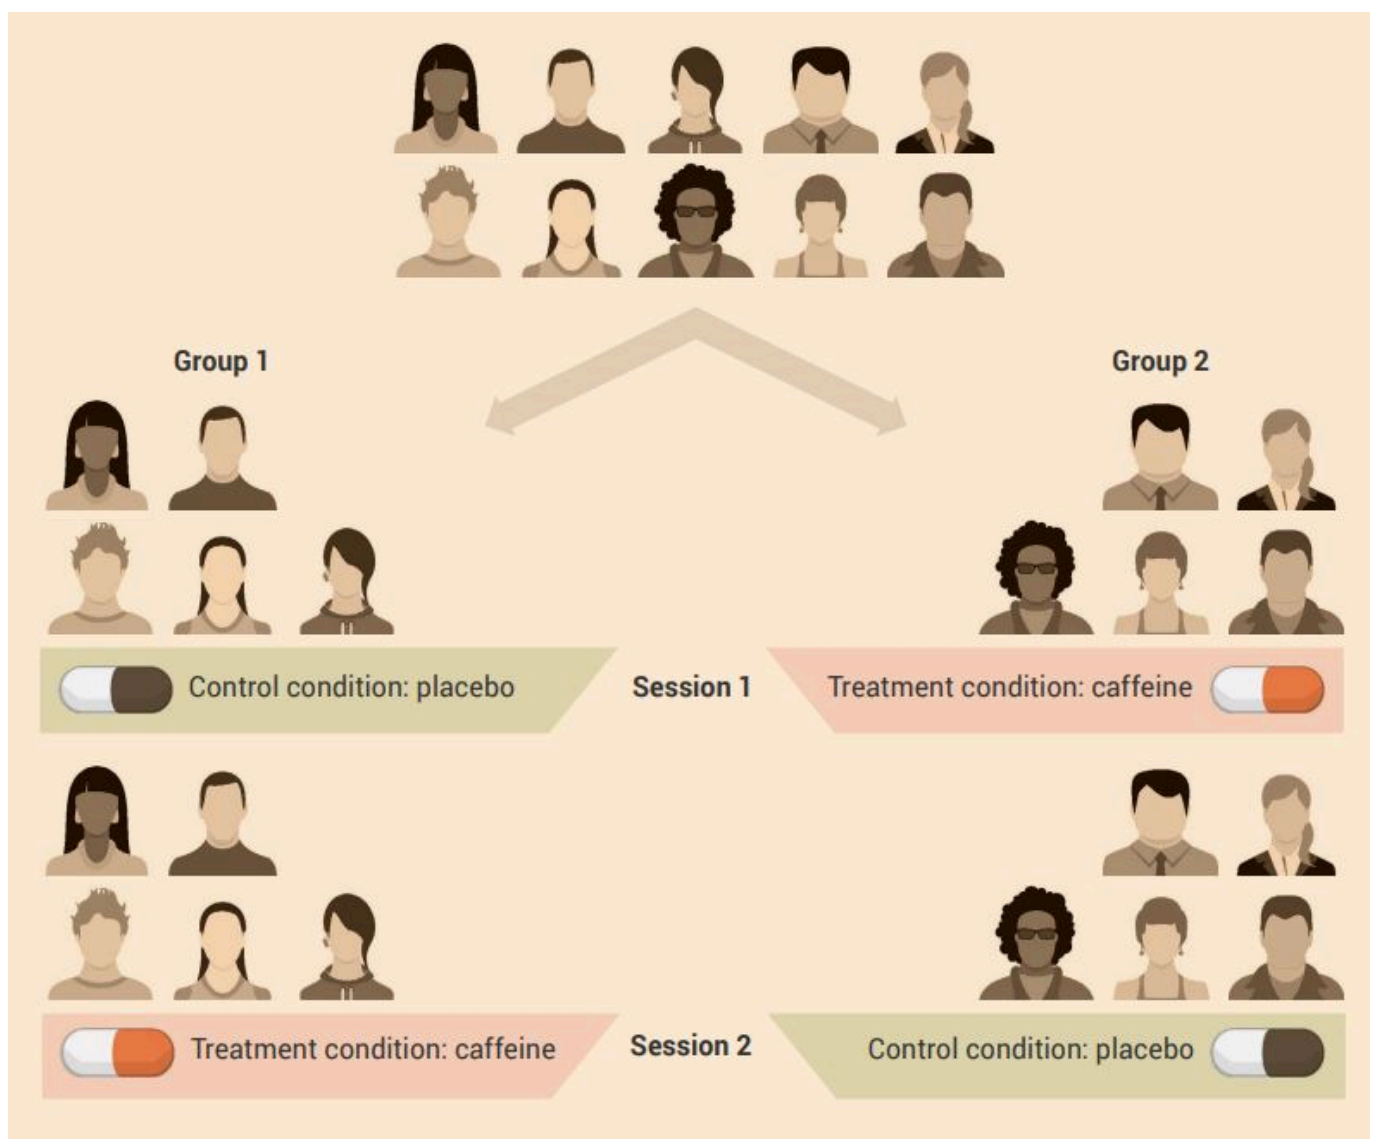 Group 1
Group 2
Control condition: placebo
Session 1
Treatment condition: caffeine
Treatment condition: caffeine
Session 2
Control condition: placebo